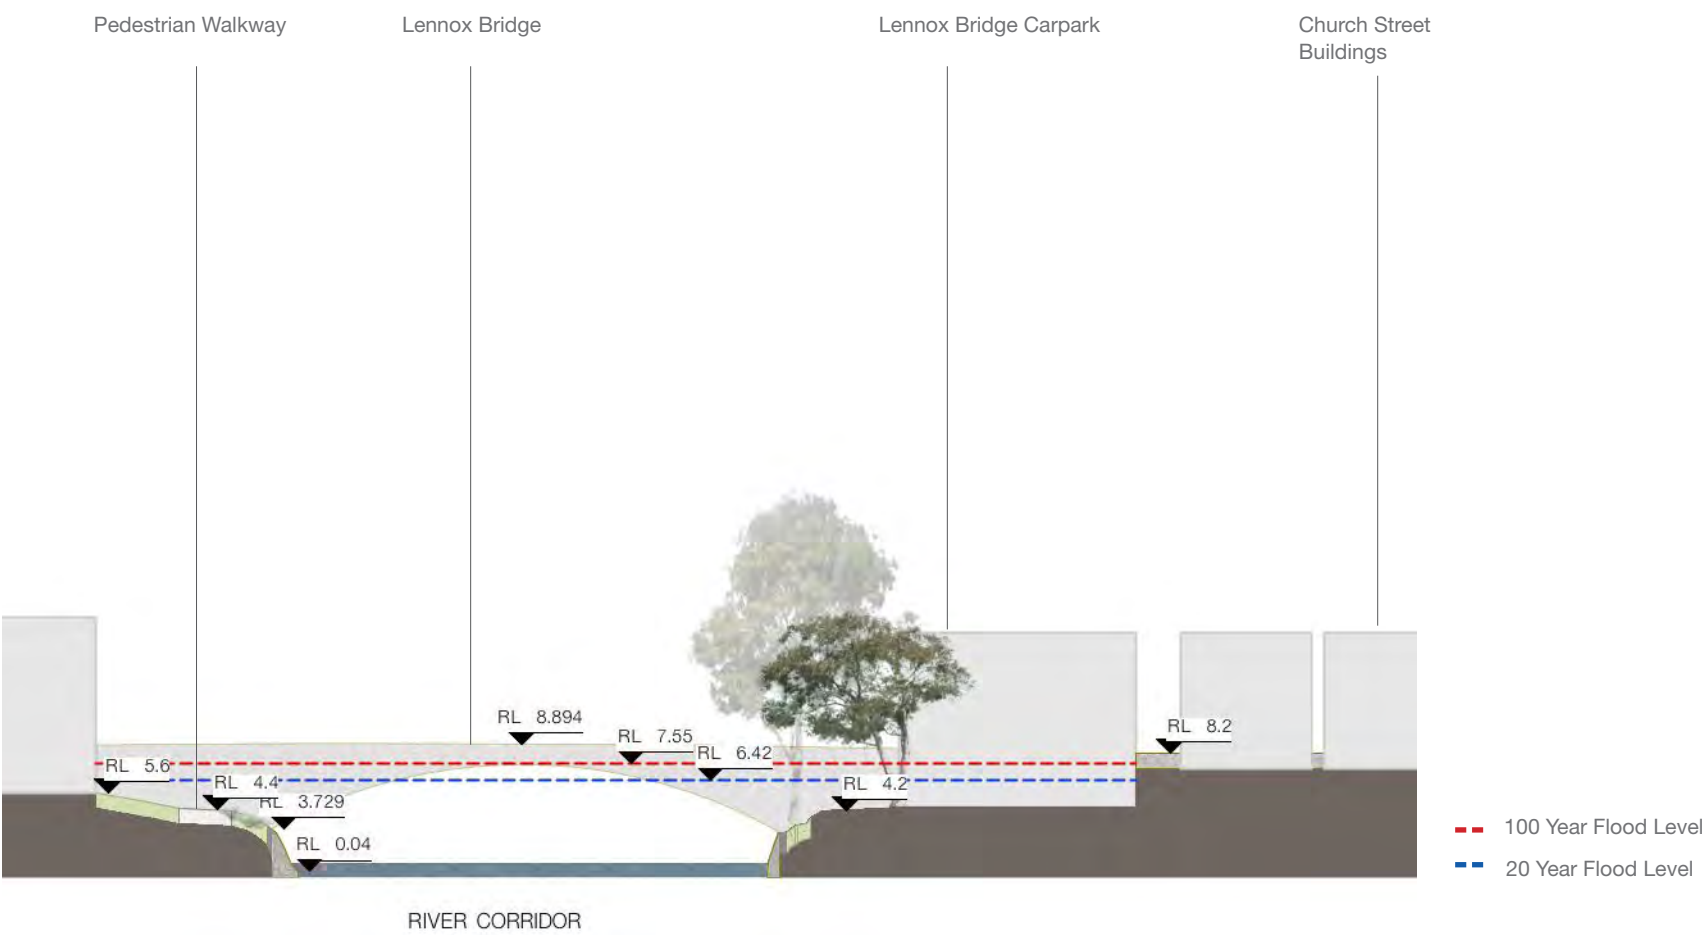 Pedestrian Walkway
Lennox Bridge
Lennox Bridge Carpark
Church Street
Buildings
RL 8.894
RL 7.55
RL 6.42
RL 8.2
RL 5.6
RL 4.4
RL 4.2
RL 3.729
RL 0.04
100 Year Flood Level
20 Year Flood Level
RIVER CORRIDOR